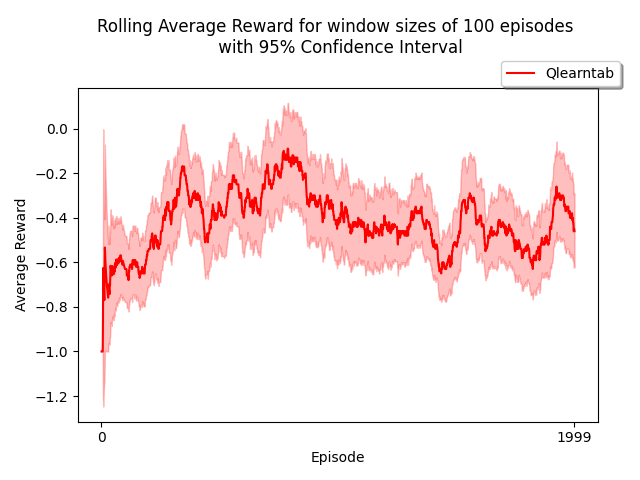 Rolling Average Reward for window sizes of 100 episodes
with 95% Confidence Interval
Qlearntab
0.0
−0.2
−0.4
−0.6
−0.8
−1.0
−1.2
Average Reward
0
1999
Episode